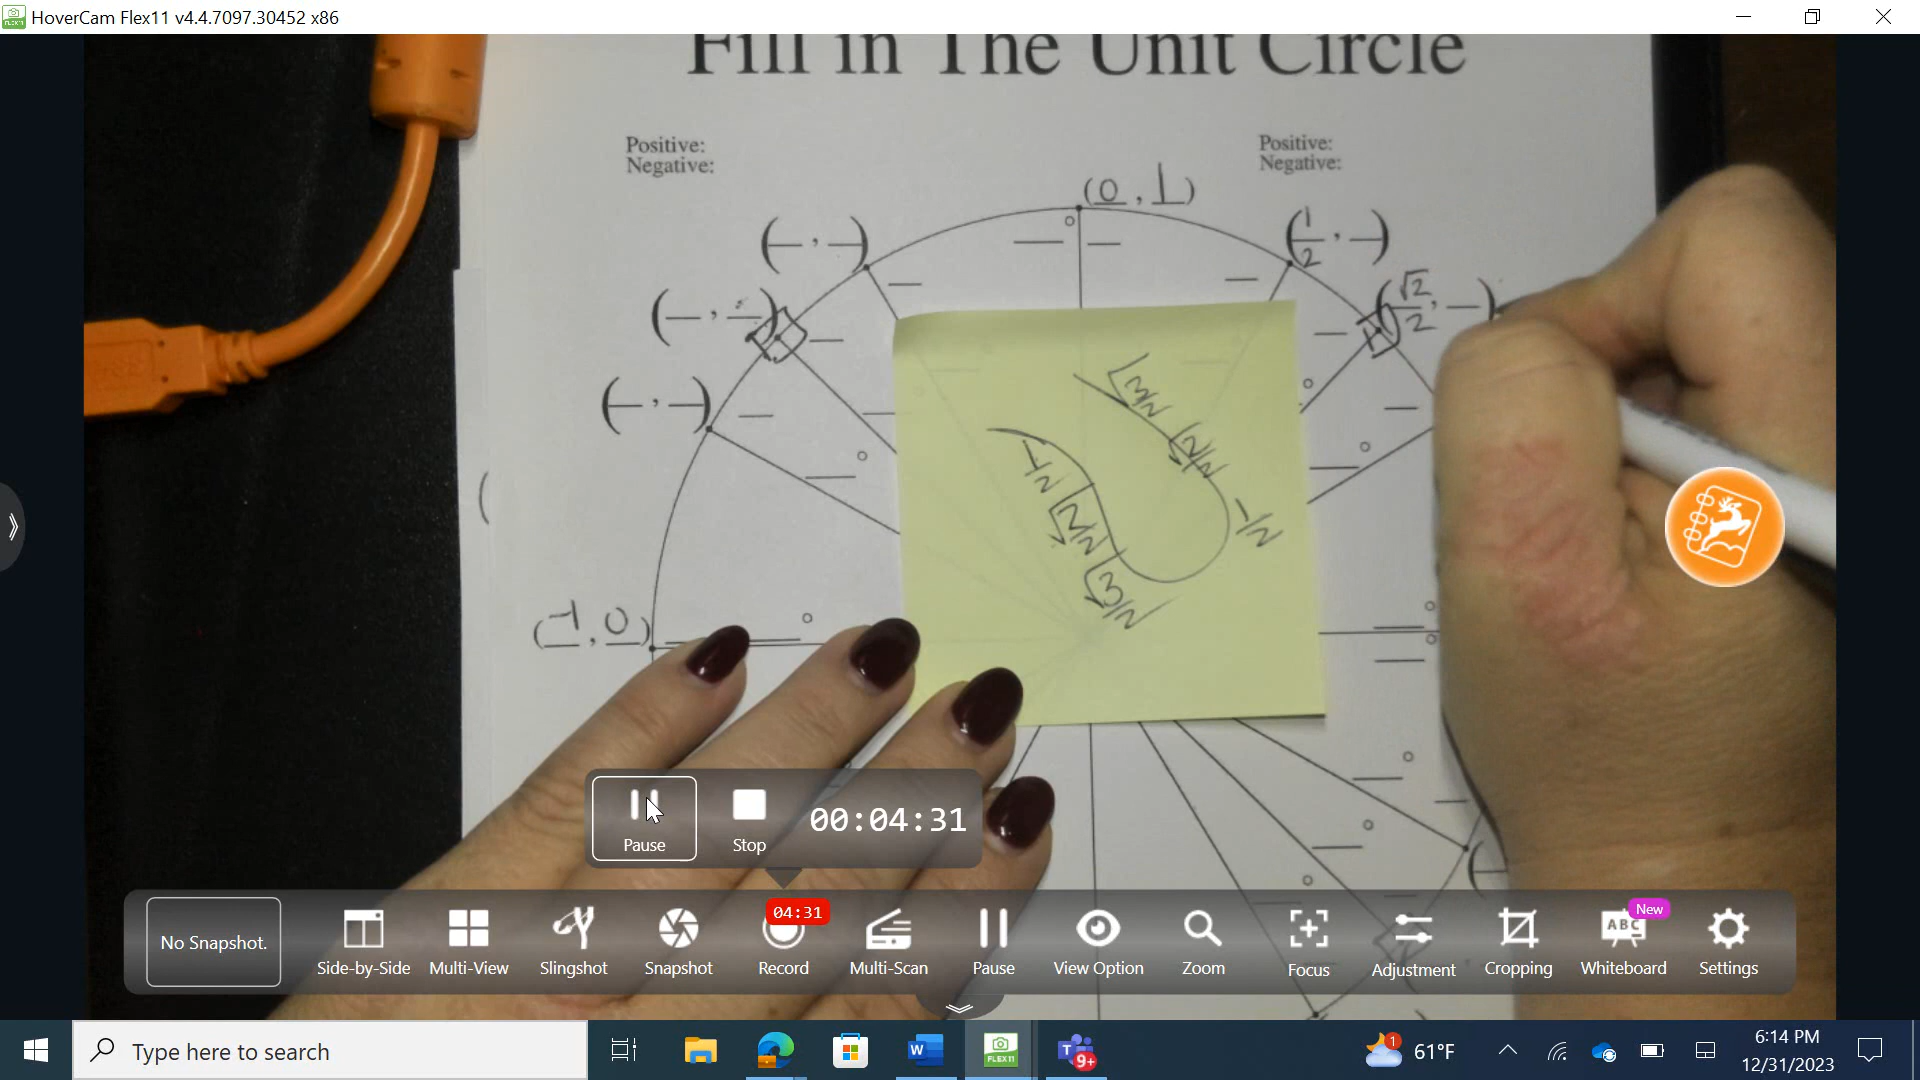 HoverCam Flex11 v4.4.7097.30452 x86
Fill in The Unit Circle
Positive:
Negative:
Positive:
Negative:
(0, 1)
(_, _)
(1/2, _)
(_, _)
(√2/2, _)
(_, _)
√3/2
√2/2
1/2
1/2
√2/2
√3/2
(-1, 0)
Pause
Stop
00:04:31
No Snapshot.
Side-by-Side
Multi-View
Slingshot
Snapshot
04:31
Record
Multi-Scan
Pause
View Option
Zoom
Focus
Adjustment
Cropping
New
ABC
Whiteboard
Settings
Type here to search
W
FLEX11
T
9+
1
61°F
6:14 PM
12/31/2023